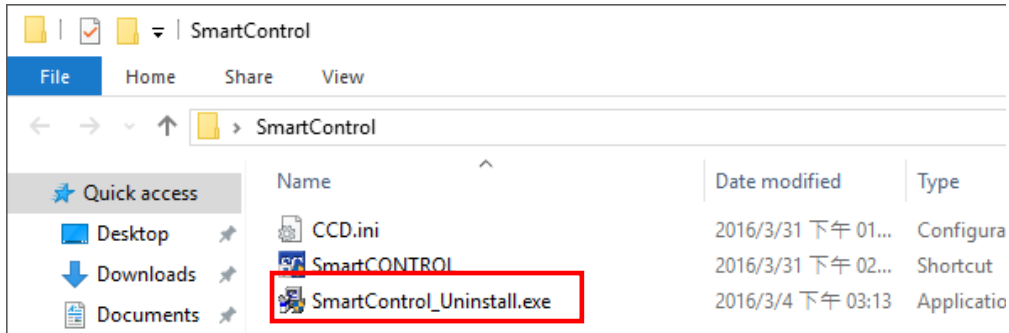 SmartControl
File Home Share View
SmartControl
Name Date modified Type
Quick access
Desktop CCD.ini 2016/3/31 下午 01... Configura
Downloads SmartCONTROL 2016/3/31 下午 02... Shortcut
Documents SmartControl_Uninstall.exe 2016/3/4 下午 03:13 Applicatio